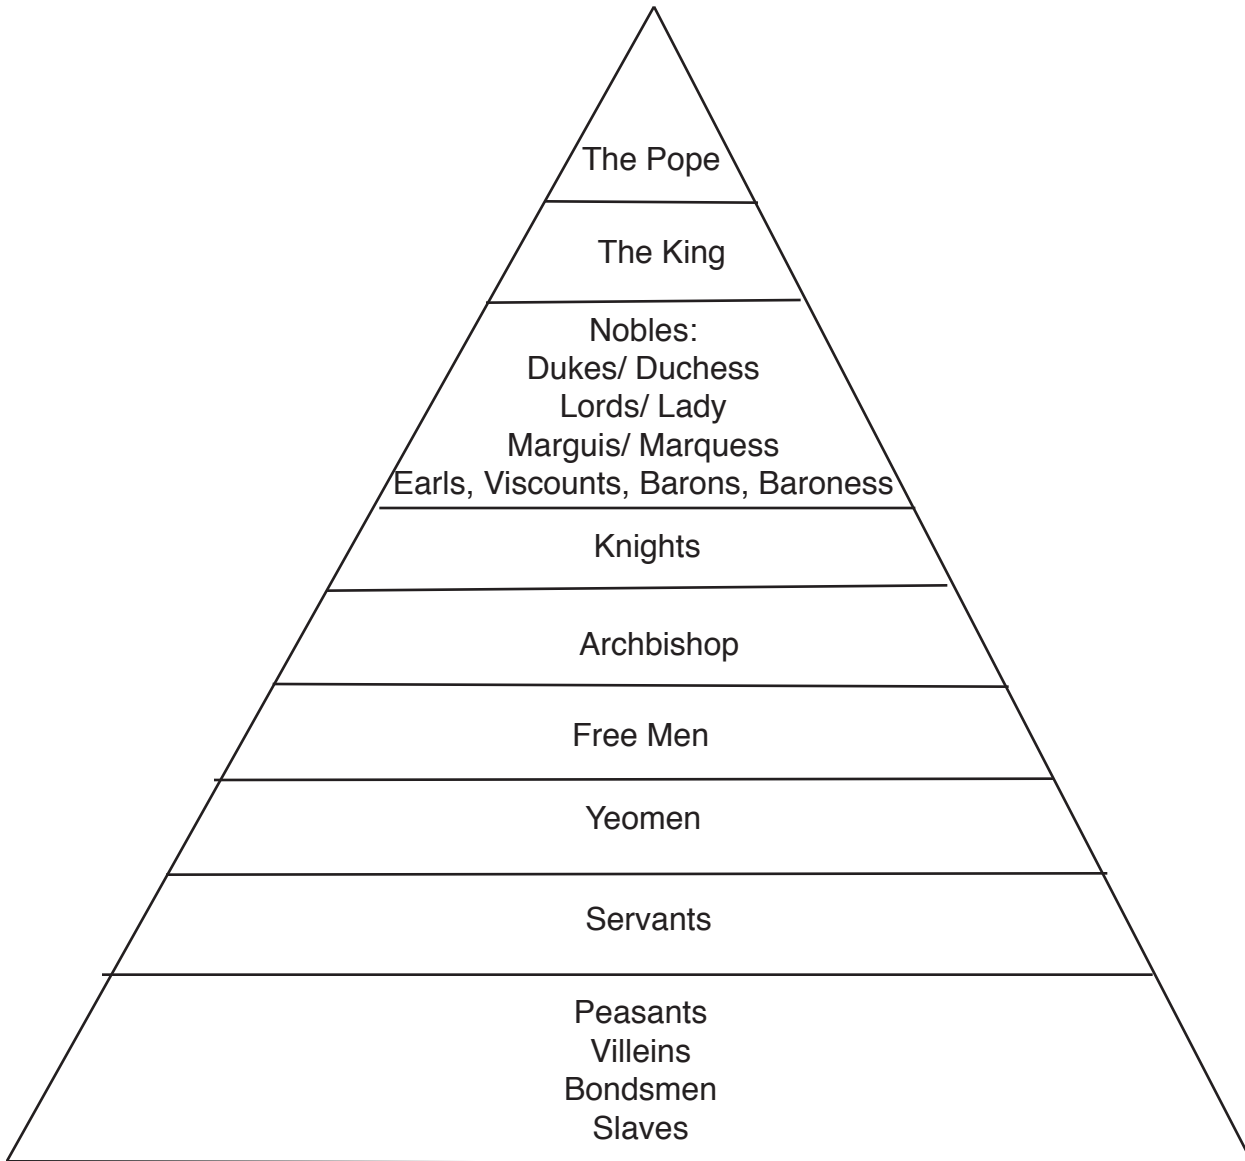 The Pope
The King
Nobles:
Dukes/ Duchess
Lords/ Lady
Marguis/ Marquess
Earls, Viscounts, Barons, Baroness
Knights
Archbishop
Free Men
Yeomen
Servants
Peasants
Villeins
Bondsmen
Slaves